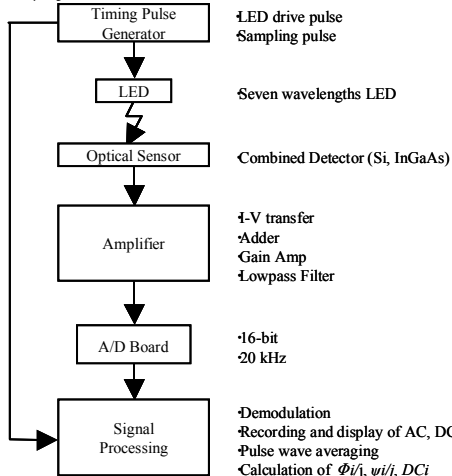 Timing Pulse
Generator
·LED drive pulse
·Sampling pulse
LED
·Seven wavelengths LED
Optical Sensor
·Combined Detector (Si, InGaAs)
Amplifier
·I-V transfer
·Adder
·Gain Amp
·Lowpass Filter
A/D Board
·16-bit
·20 kHz
Signal
Processing
·Demodulation
·Recording and display of AC, DC
·Pulse wave averaging
·Calculation of Φi/j, ψi/j, DCi